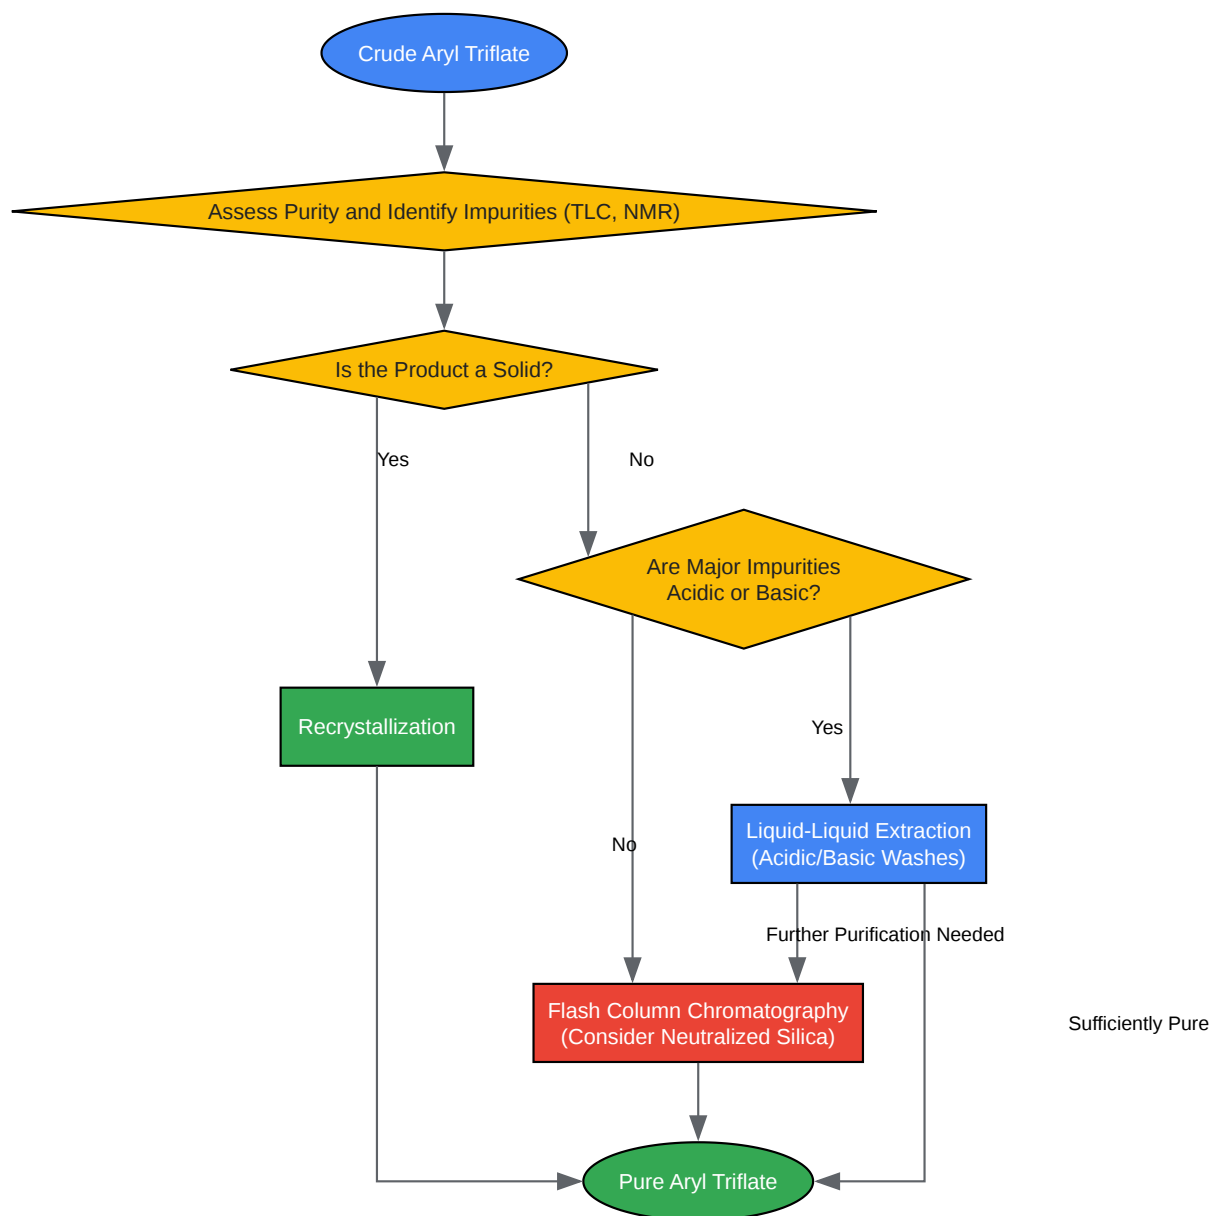 Crude Aryl Triflate
Assess Purity and Identify Impurities (TLC, NMR)
Is the Product a Solid?
Yes
No
Are Major Impurities
Acidic or Basic?
Recrystallization
Yes
Liquid-Liquid Extraction
(Acidic/Basic Washes)
No
Further Purification Needed
Flash Column Chromatography
(Consider Neutralized Silica)
Sufficiently Pure
Pure Aryl Triflate